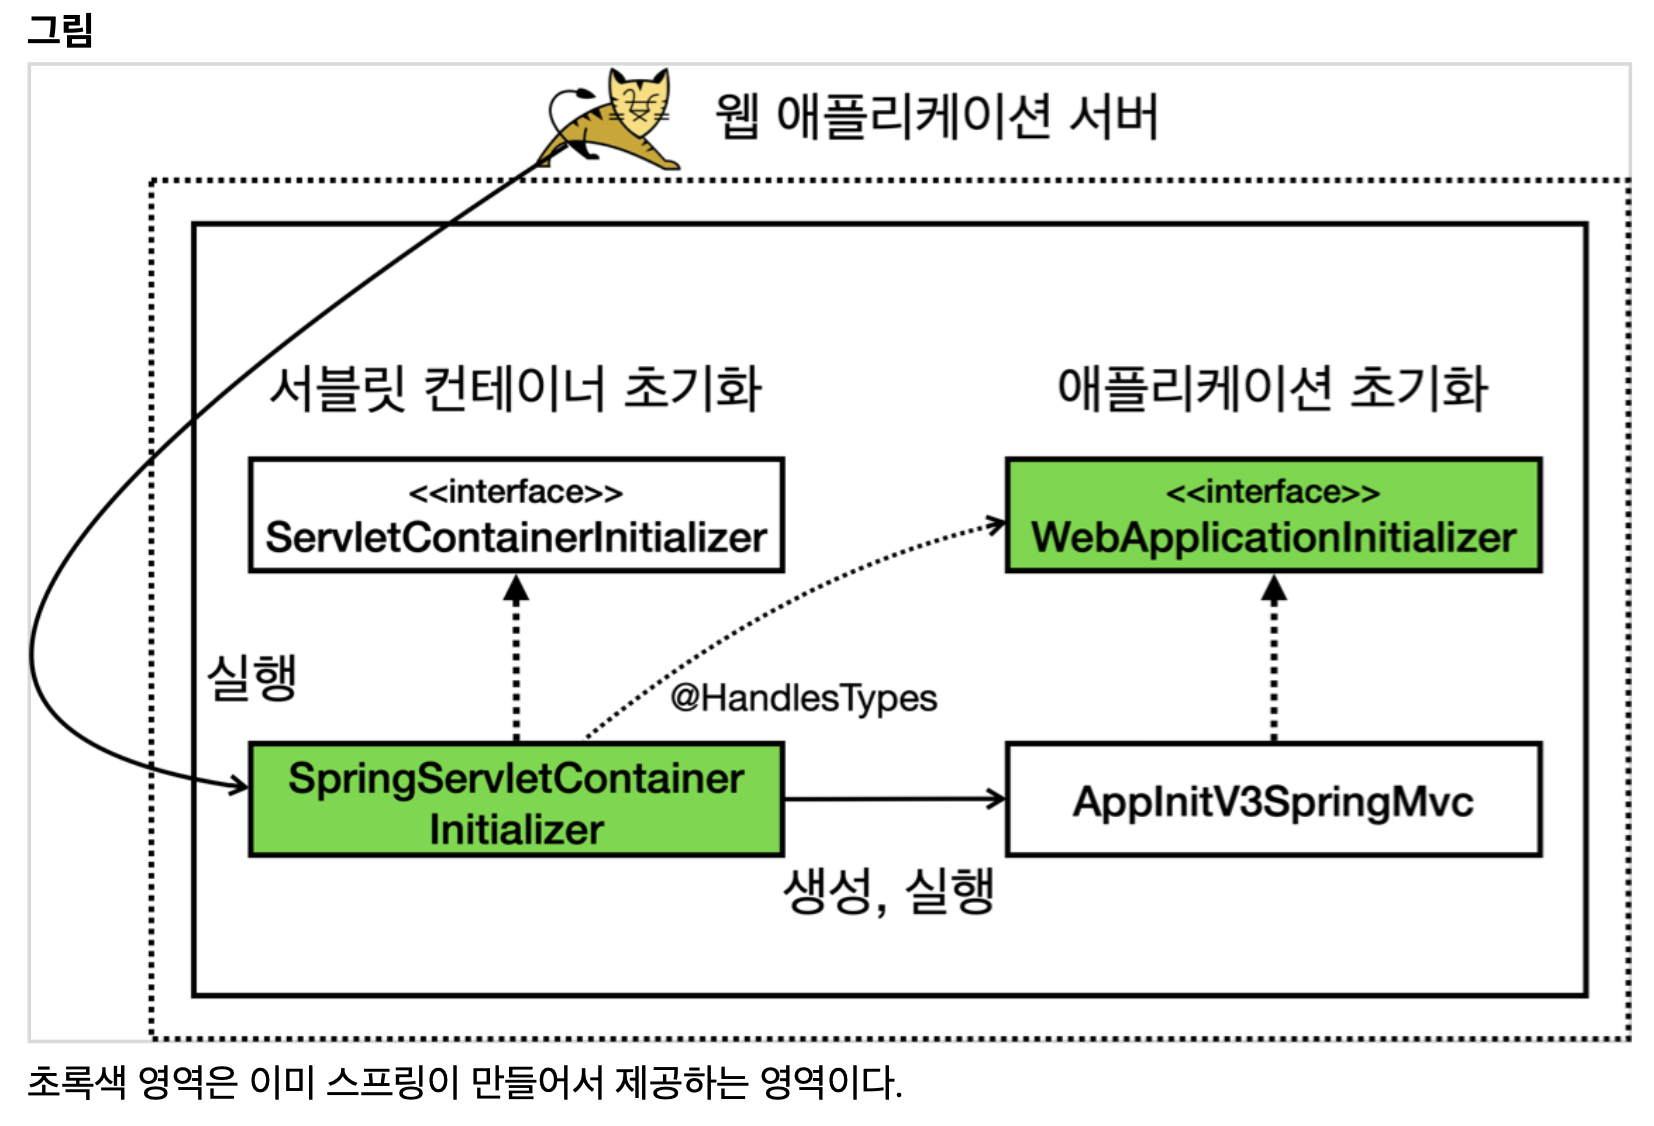 그림
웹 애플리케이션 서버
서블릿 컨테이너 초기화
애플리케이션 초기화
<<interface>>
ServletContainerInitializer
<<interface>>
WebApplicationInitializer
실행
@HandlesTypes
SpringServletContainer
Initializer
AppInitV3SpringMvc
생성, 실행
초록색 영역은 이미 스프링이 만들어서 제공하는 영역이다.